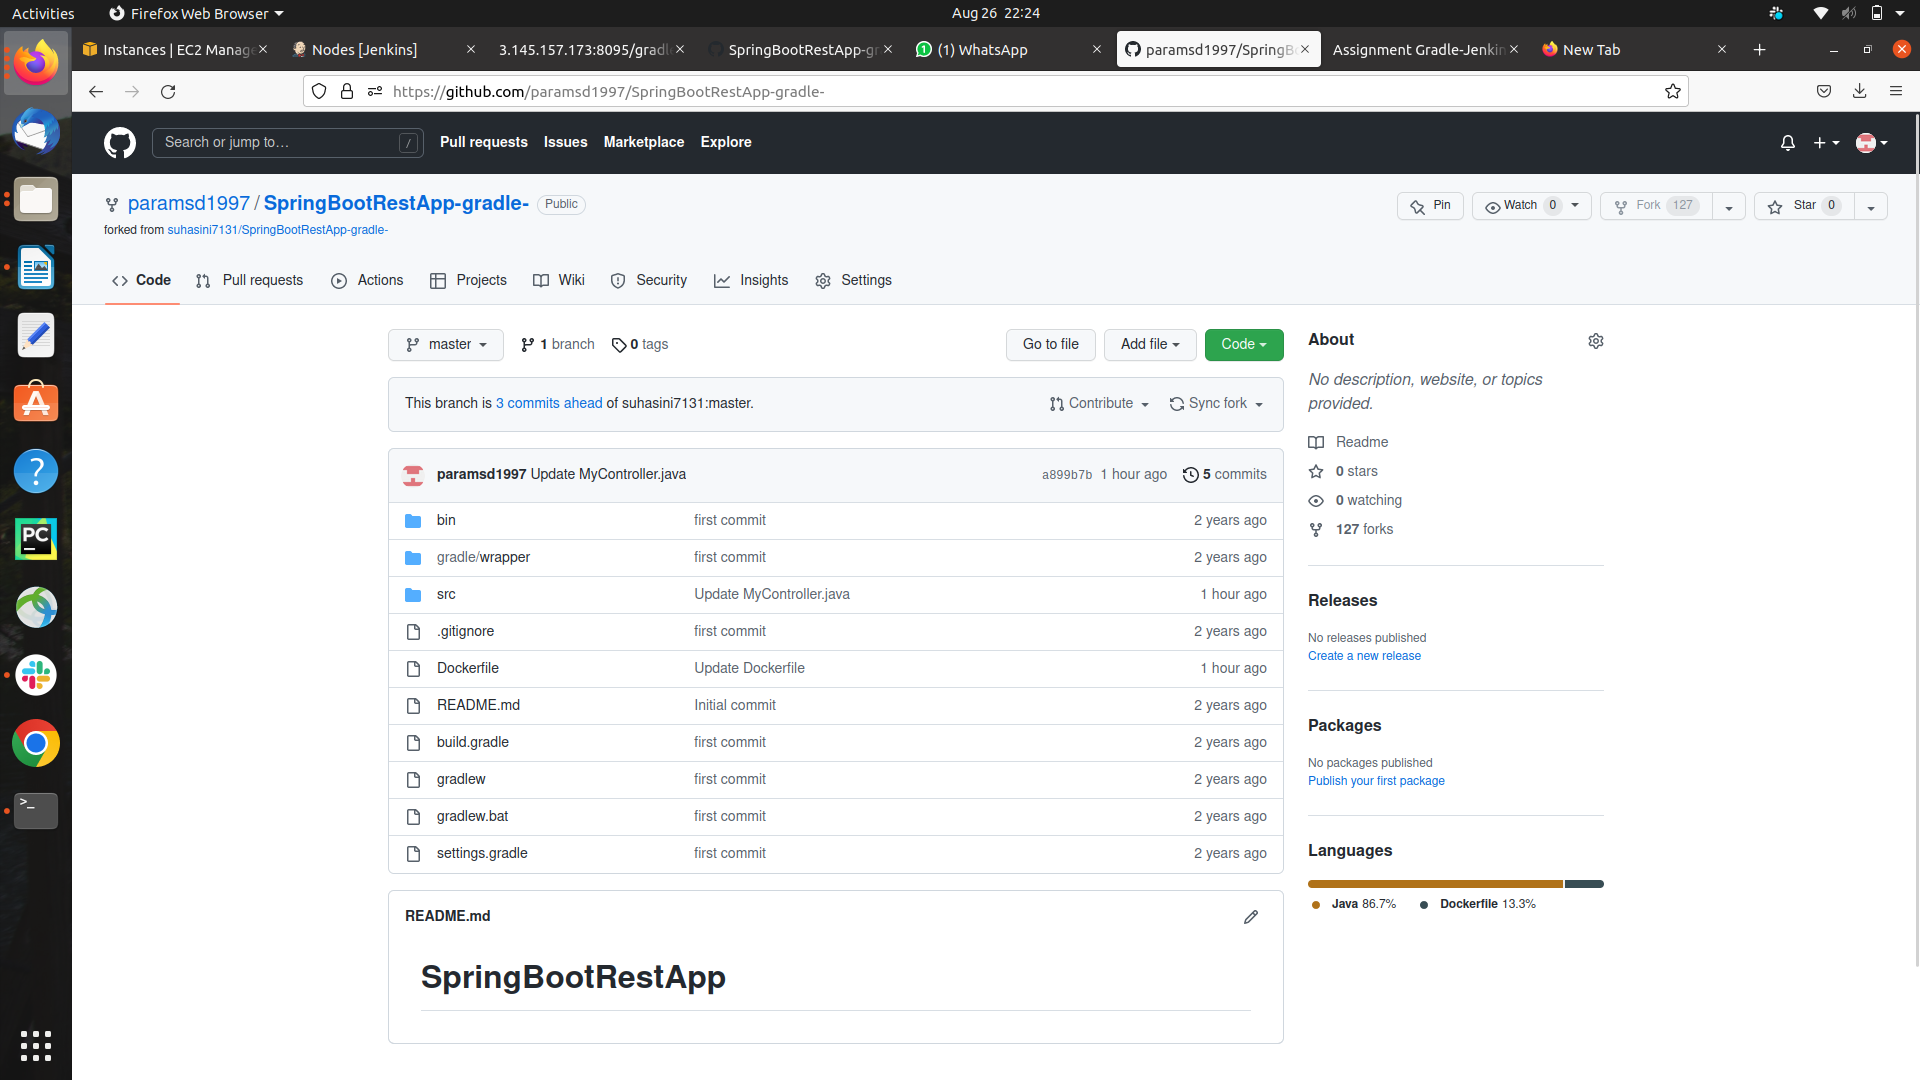 Activities
Firefox Web Browser
Aug 26 22:24
Instances | EC2 Manage
Nodes [Jenkins]
3.145.157.173:8095/gradl
SpringBootRestApp-gr
(1) WhatsApp
paramsd1997/SpringB
Assignment Gradle-Jenkin
New Tab
https://github.com/paramsd1997/SpringBootRestApp-gradle-
Search or jump to…
/
Pull requests
Issues
Marketplace
Explore
paramsd1997 / SpringBootRestApp-gradle-
Public
Pin
Watch 0
Fork 127
Star 0
forked from suhasini7131/SpringBootRestApp-gradle-
Code
Pull requests
Actions
Projects
Wiki
Security
Insights
Settings
master
1 branch
0 tags
Go to file
Add file
Code
This branch is 3 commits ahead of suhasini7131:master.
Contribute
Sync fork
paramsd1997 Update MyController.java
a899b7b 1 hour ago
5 commits
bin first commit 2 years ago
gradle/wrapper first commit 2 years ago
src Update MyController.java 1 hour ago
.gitignore first commit 2 years ago
Dockerfile Update Dockerfile 1 hour ago
README.md Initial commit 2 years ago
build.gradle first commit 2 years ago
gradlew first commit 2 years ago
gradlew.bat first commit 2 years ago
settings.gradle first commit 2 years ago
README.md
SpringBootRestApp
About
No description, website, or topics
provided.
Readme
0 stars
0 watching
127 forks
Releases
No releases published
Create a new release
Packages
No packages published
Publish your first package
Languages
Java 86.7%
Dockerfile 13.3%
PC
>_